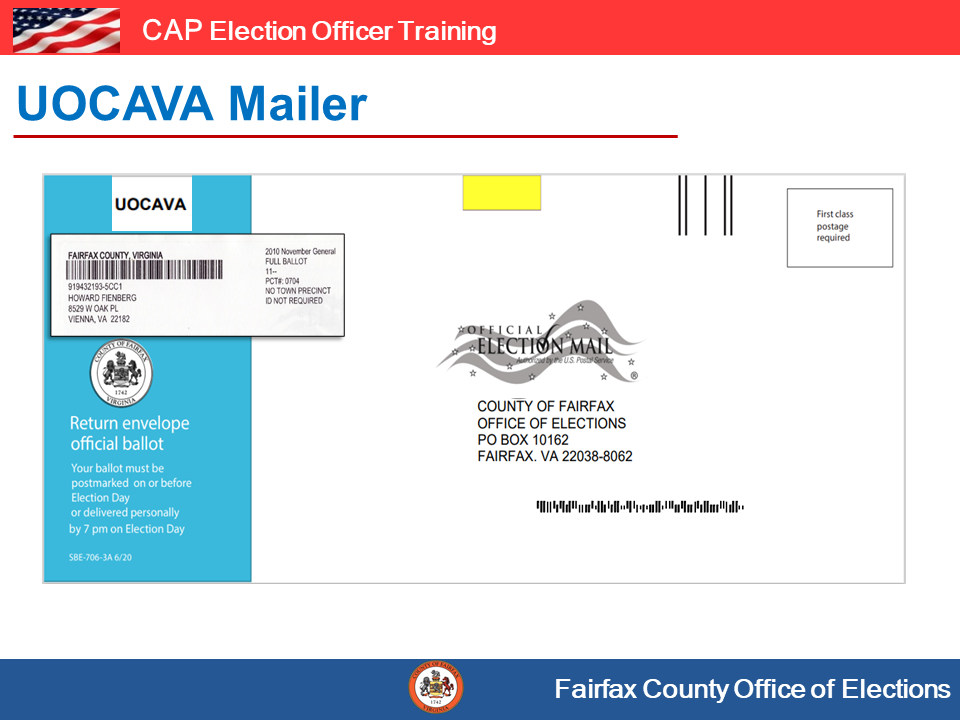 CAP Election Officer Training
UOCAVA Mailer
UOCAVA
FAIRFAX COUNTY, VIRGINIA
919432193-5CC1
HOWARD FIENBERG
8529 W OAK PL
VIENNA, VA 22182
2010 November General
FULL BALLOT
11--
PCT#: 0704
NO TOWN PRECINCT
ID NOT REQUIRED
First class
postage
required
COUNTY OF FAIRFAX
1742
VIRGINIA
Return envelope
official ballot
Your ballot must be
postmarked on or before
Election Day
or delivered personally
by 7 pm on Election Day
SBE-706-3A 6/20
OFFICIAL
ELECTION MAIL
Authorized by the U.S. Postal Service
®
COUNTY OF FAIRFAX
OFFICE OF ELECTIONS
PO BOX 10162
FAIRFAX. VA 22038-8062
COUNTY OF FAIRFAX
1742
VIRGINIA
Fairfax County Office of Elections